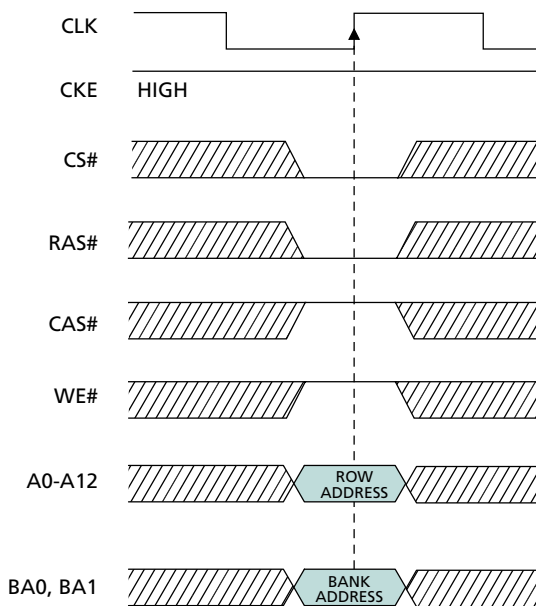 CLK
CKE HIGH
CS#
RAS#
CAS#
WE#
A0-A12 ROW
ADDRESS
BA0, BA1 BANK
ADDRESS